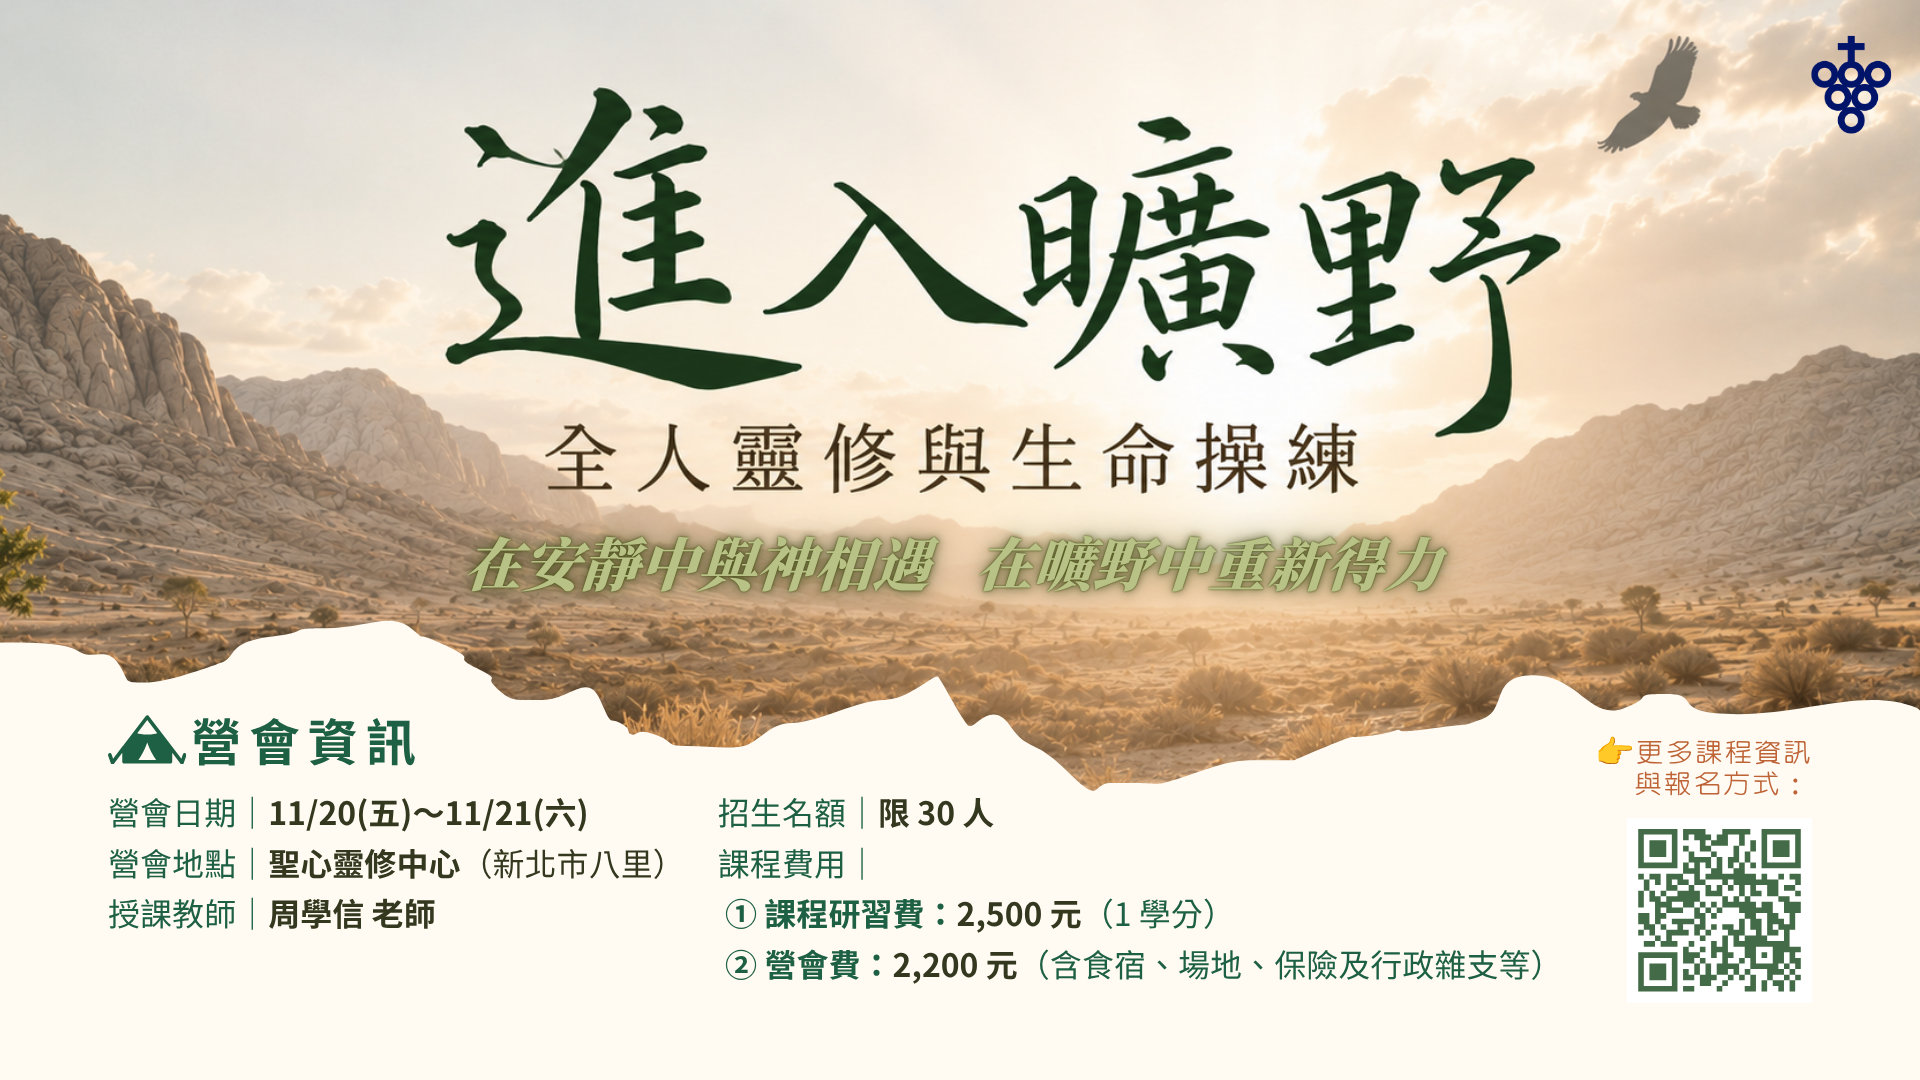 進入曠野
全人靈修與生命操練
在安靜中與神相遇　在曠野中重新得力
營會資訊
營會日期｜11/20(五)～11/21(六)
營會地點｜聖心靈修中心（新北市八里）
授課教師｜周學信 老師
招生名額｜限 30 人
課程費用｜
① 課程研習費：2,500 元（1 學分）
② 營會費：2,200 元（含食宿、場地、保險及行政雜支等）
👉更多課程資訊
與報名方式：